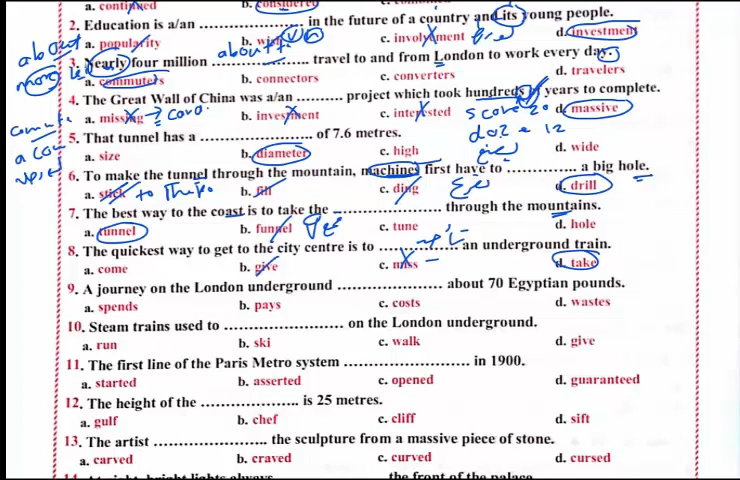 a. continued b. considered
2. Education is a/an .................... in the future of a country and its young people.
a. popularity b. c. involvment d. investment
3. Yearly four million .................... travel to and from London to work every day.
about
a. commuters b. connectors c. converters d. travelers
4. The Great Wall of China was a/an .......... project which took hundreds of years to complete.
a. missing b. investment c. interested d. massive
score 20
5. That tunnel has a .................... of 7.6 metres.
a. size b. diameter c. high d. wide
6. To make the tunnel through the mountain, machines first have to .............. a big hole.
a. stick b. fill c. ding d. drill
7. The best way to the coast is to take the .................... through the mountains.
a. tunnel b. funnel c. tune d. hole
8. The quickest way to get to the city centre is to .............. an underground train.
a. come b. give c. miss d. take
9. A journey on the London underground .................... about 70 Egyptian pounds.
a. spends b. pays c. costs d. wastes
10. Steam trains used to .................... on the London underground.
a. run b. ski c. walk d. give
11. The first line of the Paris Metro system .................... in 1900.
a. started b. asserted c. opened d. guaranteed
12. The height of the .................... is 25 metres.
a. gulf b. chef c. cliff d. sift
13. The artist .................... the sculpture from a massive piece of stone.
a. carved b. craved c. curved d. cursed
the front of the palace.